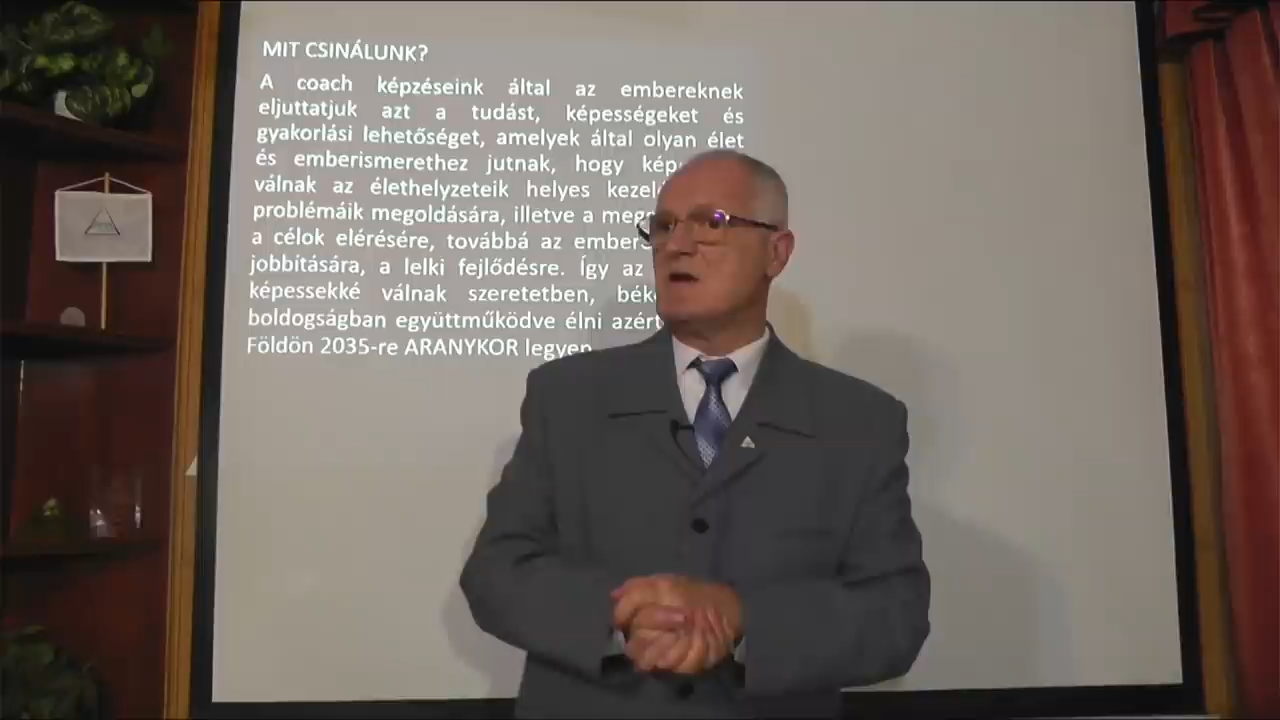 MIT CSINÁLUNK?
A coach képzéseink által az embereknek
eljuttatjuk azt a tudást, képességeket és
gyakorlási lehetőséget, amelyek által olyan élet
és emberismerethez jutnak, hogy
válnak az élethelyzeteik helyes
problémáik megoldására, illetve a
a célok elérésére, továbbá az
jobbítására, a lelki fejlődésre. Így az
képessekké válnak szeretetben,
boldogságban együttműködve élni
Földön 2035-re ARANYKOR legyen